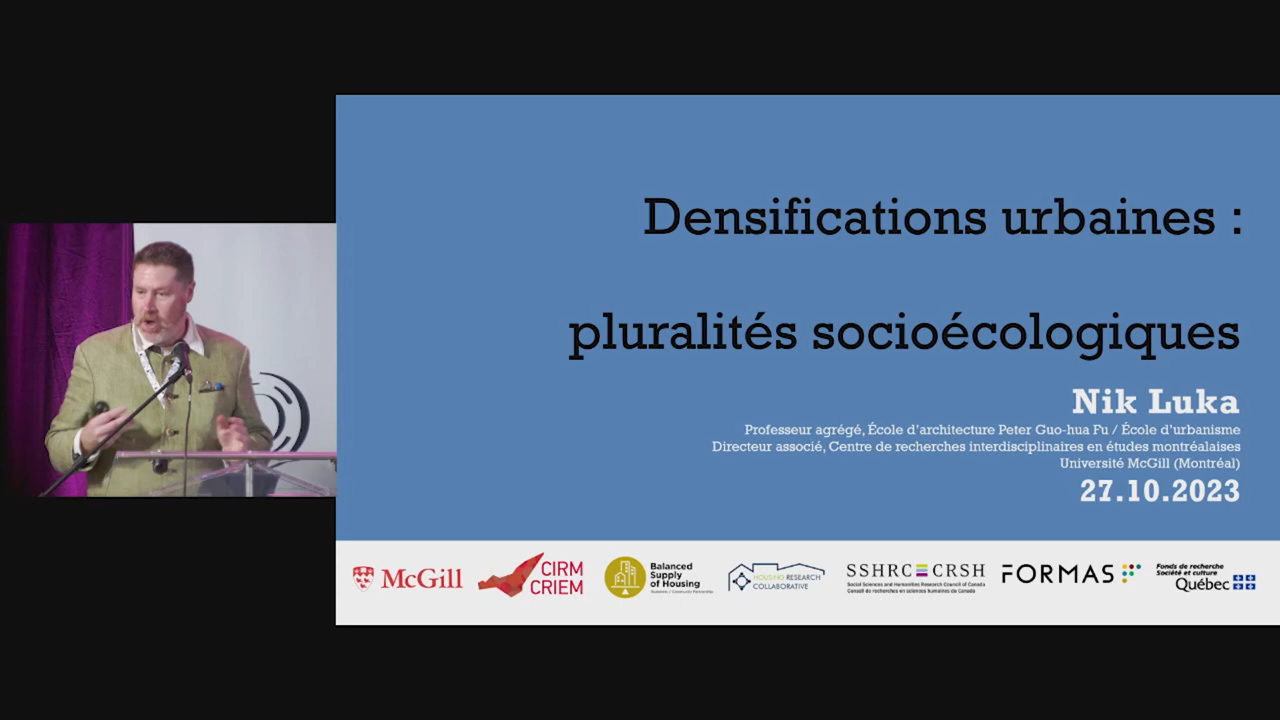 Densifications urbaines :
pluralités socioécologiques
Nik Luka
Professeur agrégé, École d'architecture Peter Guo-hua Fu / École d'urbanisme
Directeur associé, Centre de recherches interdisciplinaires en études montréalaises
Université McGill (Montréal)
27.10.2023
McGill
CIRM
CRIEM
Balanced
Supply
of Housing
HOUSING RESEARCH
COLLABORATIVE
SSHRC CRSH
Social Sciences and Humanities Research Council of Canada
Conseil de recherches en sciences humaines du Canada
FORMAS
Fonds de recherche
Société et culture
Québec